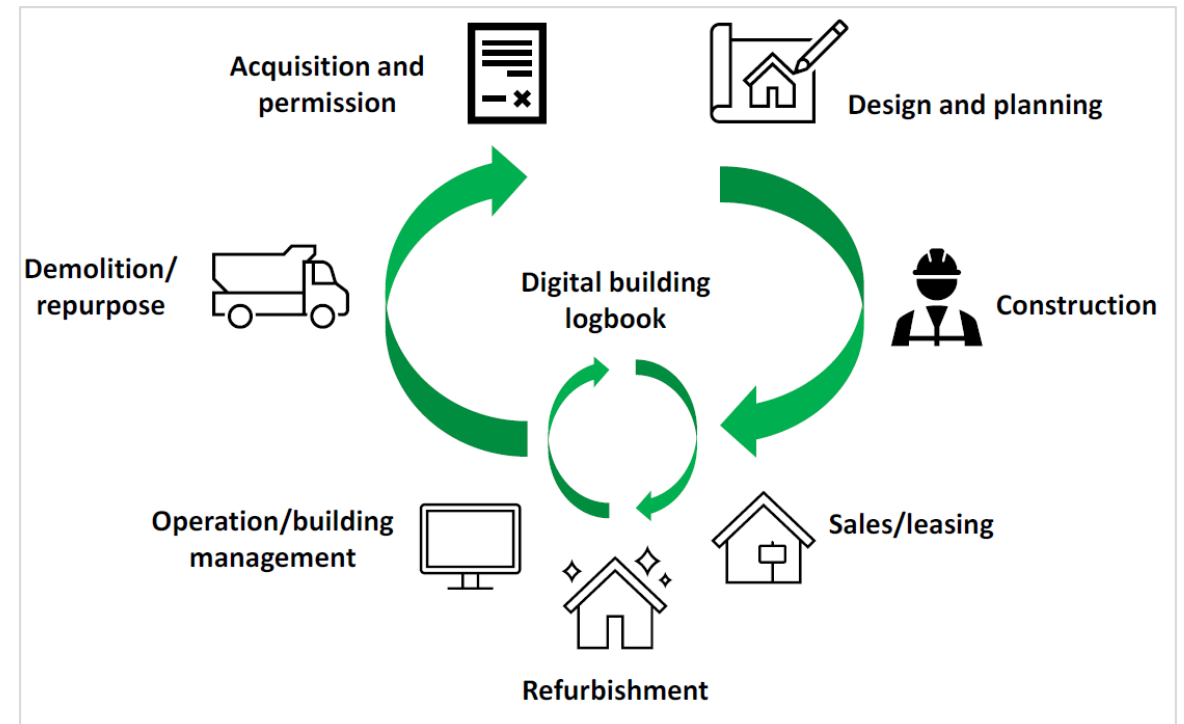 Acquisition and
permission
Design and planning
Demolition/
repurpose
Digital building
logbook
Construction
Operation/building
management
Sales/leasing
Refurbishment